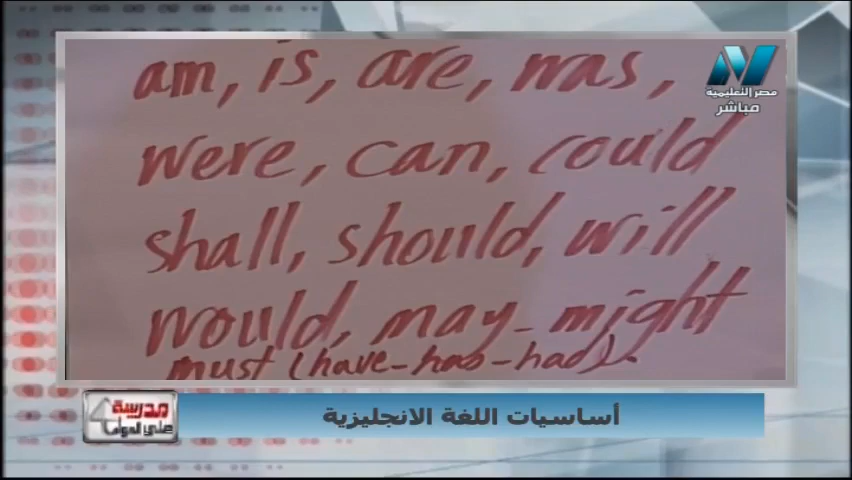 am, is, are, was,
مصر التعليمية
مباشر
were, can, could
shall, should, will
would, may - might
must (have - has - had).
مدرسة
على الهواء
أساسيات اللغة الانجليزية